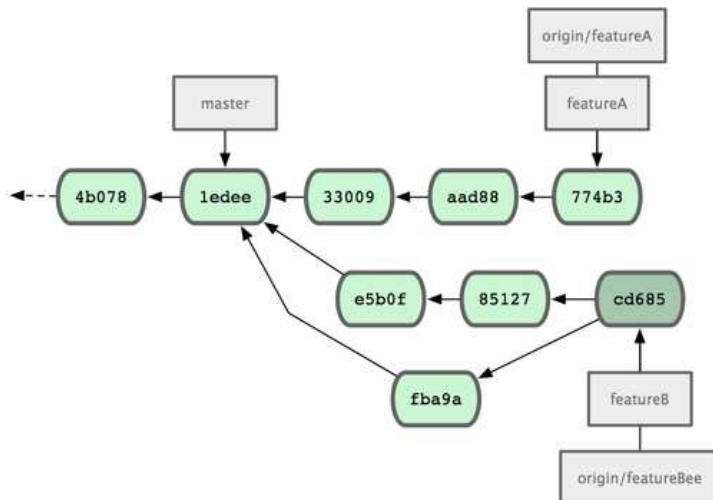 origin/featureA
master
featureA
4b078
1edee
33009
aad88
774b3
e5b0f
85127
cd685
fba9a
featureB
origin/featureBee